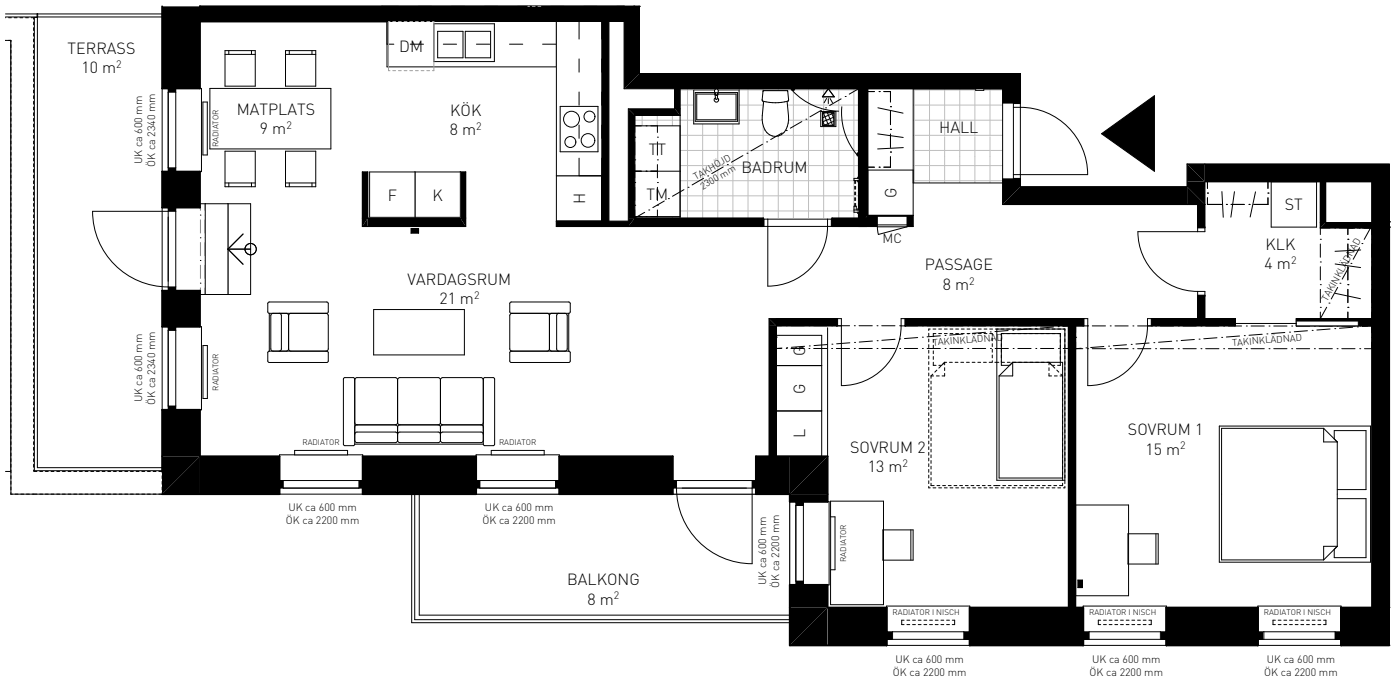 TERRASS
10 m²
UK ca 600 mm
ÖK ca 2340 mm
RADIATOR
MATPLATS
9 m²
DM
KÖK
8 m²
H
F
K
TT
TM
TAKHÖJD
2300 mm
BADRUM
HALL
G
MC
PASSAGE
8 m²
ST
KLK
4 m²
TAKINKLÄDNAD
VARDAGSRUM
21 m²
UK ca 600 mm
ÖK ca 2340 mm
RADIATOR
RADIATOR
RADIATOR
G
G
L
TAKINKLÄDNAD
TAKINKLÄDNAD
SOVRUM 2
13 m²
SOVRUM 1
15 m²
UK ca 600 mm
ÖK ca 2200 mm
UK ca 600 mm
ÖK ca 2200 mm
UK ca 600 mm
ÖK ca 2200 mm
RADIATOR
BALKONG
8 m²
RADIATOR I NISCH
RADIATOR I NISCH
RADIATOR I NISCH
UK ca 600 mm
ÖK ca 2200 mm
UK ca 600 mm
ÖK ca 2200 mm
UK ca 600 mm
ÖK ca 2200 mm